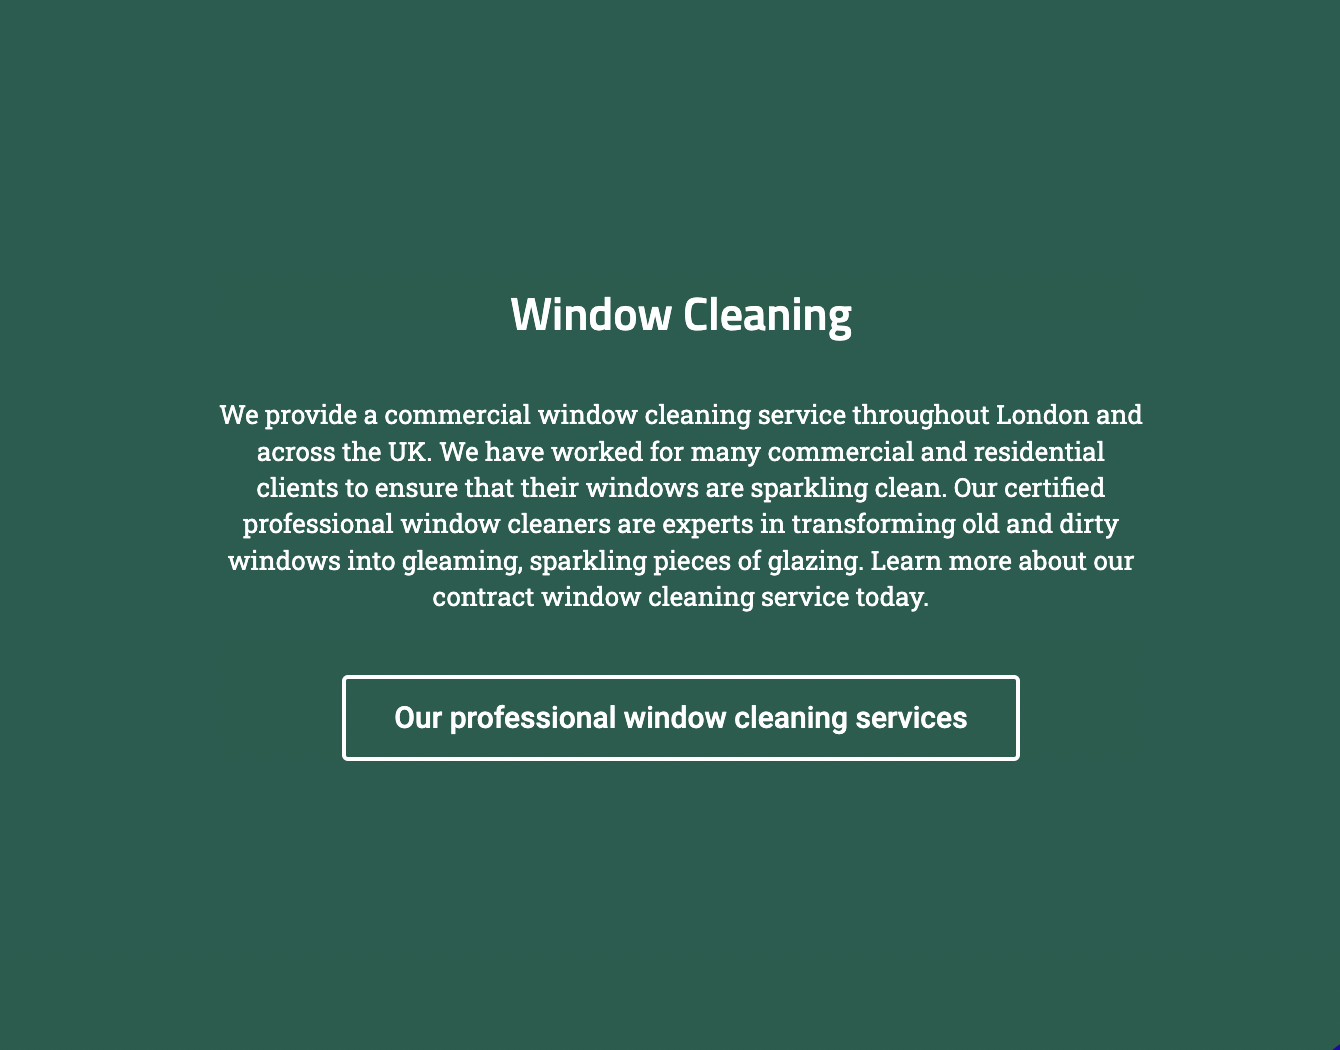 Window Cleaning
We provide a commercial window cleaning service throughout London and
across the UK. We have worked for many commercial and residential
clients to ensure that their windows are sparkling clean. Our certified
professional window cleaners are experts in transforming old and dirty
windows into gleaming, sparkling pieces of glazing. Learn more about our
contract window cleaning service today.
Our professional window cleaning services